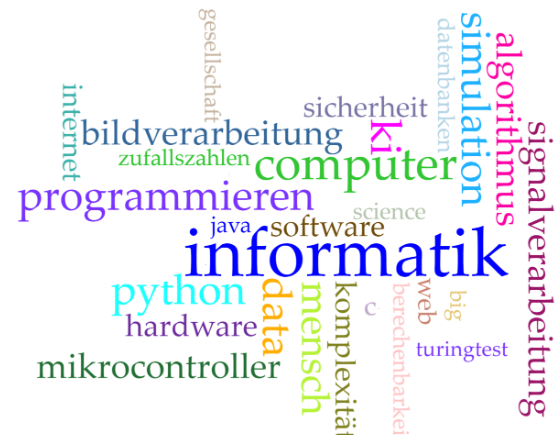 gesellschaft
datenbanken
simulation
algorithmus
internet
sicherheit
bildverarbeitung
ki
signalverarbeitung
zufallszahlen
computer
programmieren
science
java
software
informatik
python
data
mensch
komplexität
c
berechenbarkei
web
big
hardware
turingtest
mikrocontroller